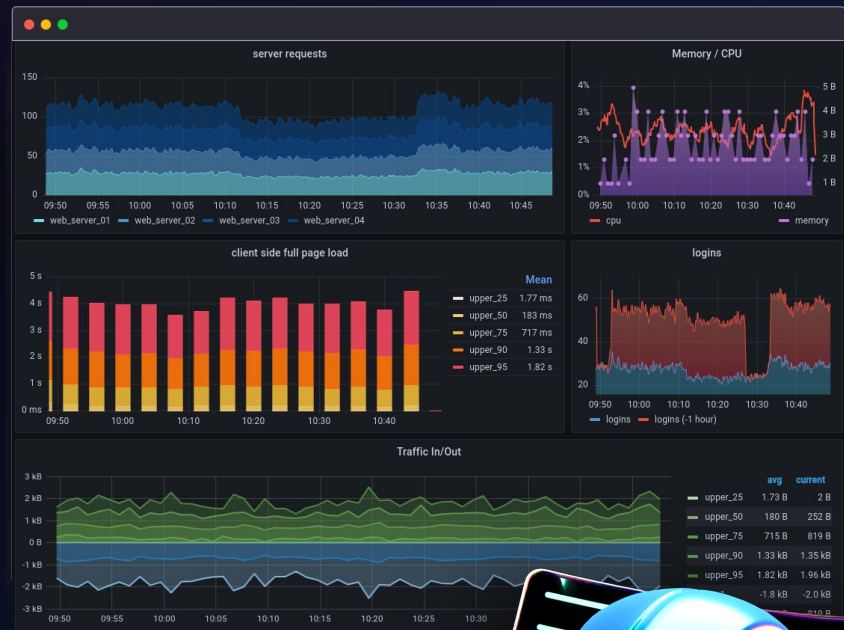 server requests
150
100
50
0
09:50 09:55 10:00 10:05 10:10 10:15 10:20 10:25 10:30 10:35 10:40 10:45
web_server_01 web_server_02 web_server_03 web_server_04
Memory / CPU
4%
3%
2%
1%
0%
5 B
4 B
3 B
2 B
1 B
09:50 10:00 10:10 10:20 10:30 10:40
cpu memory
client side full page load
5 s
4 s
3 s
2 s
1 s
0 ms
09:50 10:00 10:10 10:20 10:30 10:40
Mean
upper_25 1.77 ms
upper_50 183 ms
upper_75 717 ms
upper_90 1.33 s
upper_95 1.82 s
logins
60
40
20
09:50 10:00 10:10 10:20 10:30 10:40
logins logins (-1 hour)
Traffic In/Out
3 kB
2 kB
1 kB
0 B
-1 kB
-2 kB
-3 kB
09:50 09:55 10:00 10:05 10:10 10:15 10:20 10:25 10:30
avg current
upper_25 1.73 B 2 B
upper_50 180 B 252 B
upper_75 715 B 819 B
upper_90 1.33 kB 1.35 kB
upper_95 1.82 kB 1.96 kB
-1.8 kB -2.0 kB